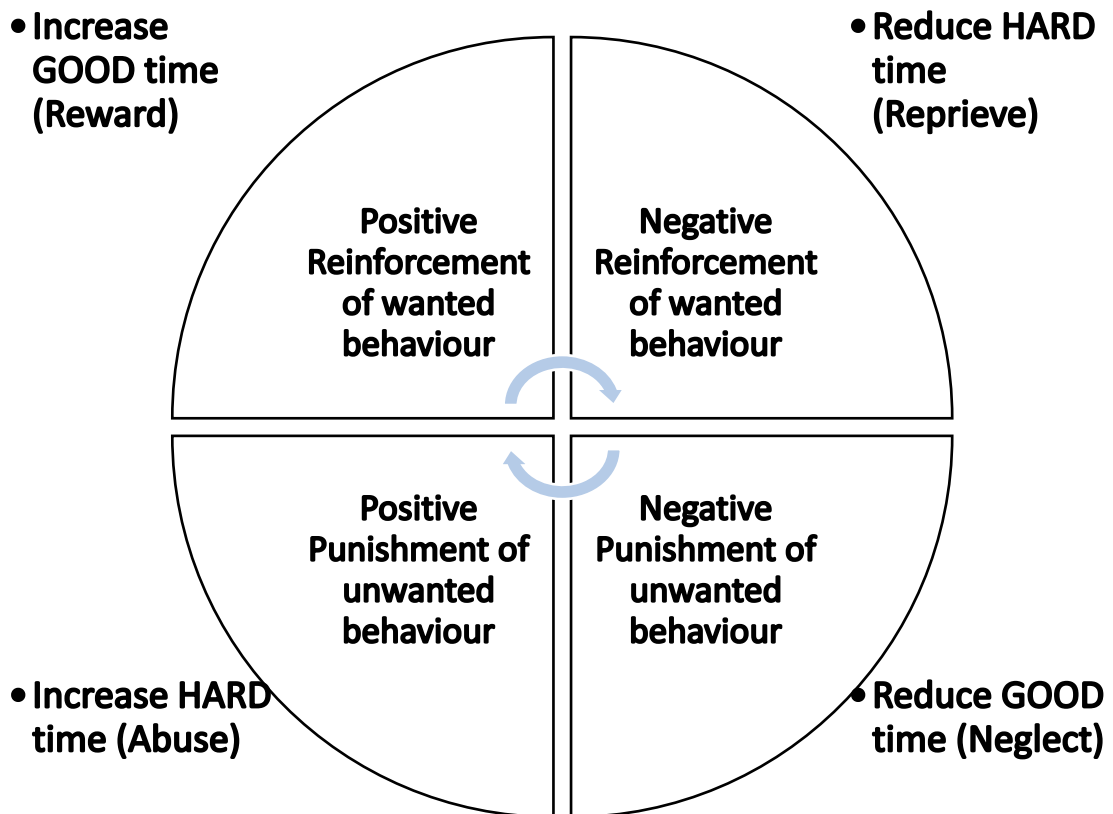 • Increase
GOOD time
(Reward)
• Reduce HARD
time
(Reprieve)
Positive
Reinforcement
of wanted
behaviour
Negative
Reinforcement
of wanted
behaviour
Positive
Punishment of
unwanted
behaviour
Negative
Punishment of
unwanted
behaviour
• Increase HARD
time (Abuse)
• Reduce GOOD
time (Neglect)